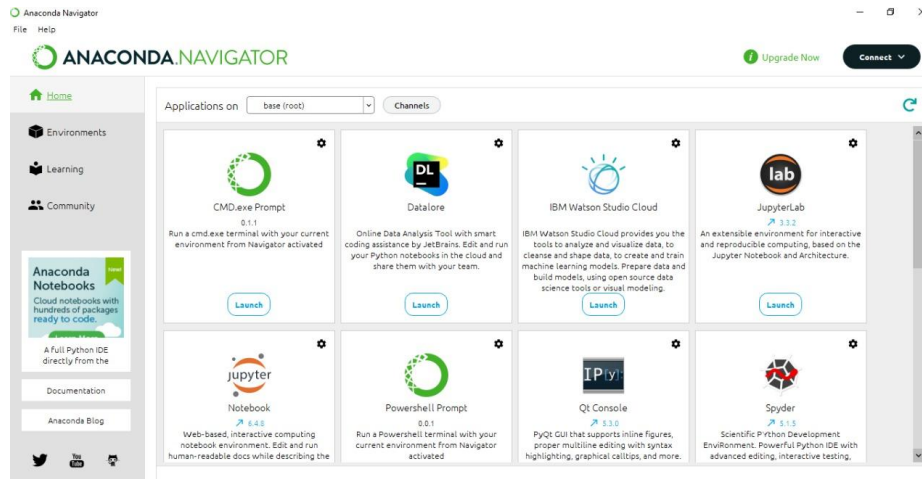 Anaconda Navigator
File Help
ANACONDA.NAVIGATOR
Upgrade Now
Connect
Home
Environments
Learning
Community
Anaconda
Notebooks
New!
Cloud notebooks with
hundreds of packages
ready to code.
A full Python IDE
directly from the
Documentation
Anaconda Blog
You
Tube
Applications on base (root) Channels
CMD.exe Prompt
0.1.1
Run a cmd.exe terminal with your current
environment from Navigator activated
Launch
DL
Datalore
Online Data Analysis Tool with smart
coding assistance by JetBrains. Edit and run
your Python notebooks in the cloud and
share them with your team.
Launch
IBM Watson Studio Cloud
IBM Watson Studio Cloud provides you the
tools to analyze and visualize data, to
cleanse and shape data, to create and train
machine learning models. Prepare data and
build models, using open source data
science tools or visual modeling.
Launch
lab
JupyterLab
3.3.2
An extensible environment for interactive
and reproducible computing, based on the
Jupyter Notebook and Architecture.
Launch
jupyter
Notebook
6.4.8
Web-based, interactive computing
notebook environment. Edit and run
human-readable docs while describing the
Powershell Prompt
0.0.1
Run a Powershell terminal with your
current environment from Navigator
activated
IP[y]:
Qt Console
5.3.0
PyQt GUI that supports inline figures,
proper multiline editing with syntax
highlighting, graphical calltips, and more.
Spyder
5.1.5
Scientific PYthon Development
EnviRonment. Powerful Python IDE with
advanced editing, interactive testing,